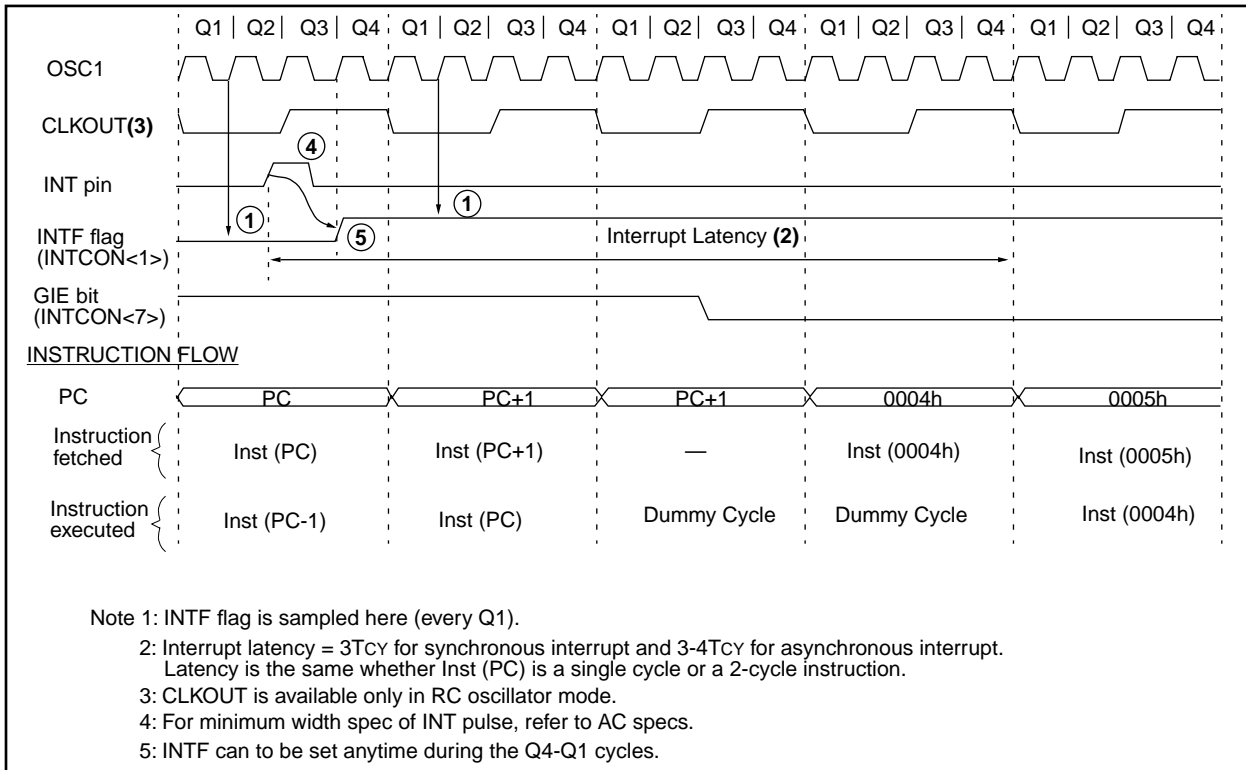 Q1 | Q2 | Q3 | Q4 Q1 | Q2 | Q3 | Q4 Q1 | Q2 | Q3 | Q4 Q1 | Q2 | Q3 | Q4 Q1 | Q2 | Q3 | Q4
OSC1
CLKOUT(3)
4
INT pin
1
1
INTF flag
(INTCON<1>)
5
Interrupt Latency (2)
GIE bit
(INTCON<7>)
INSTRUCTION FLOW
PC PC PC+1 PC+1 0004h 0005h
Instruction
fetched
Inst (PC) Inst (PC+1) — Inst (0004h) Inst (0005h)
Instruction
executed
Inst (PC-1) Inst (PC) Dummy Cycle Dummy Cycle Inst (0004h)
Note 1: INTF flag is sampled here (every Q1).
2: Interrupt latency = 3TCY for synchronous interrupt and 3-4TCY for asynchronous interrupt.
Latency is the same whether Inst (PC) is a single cycle or a 2-cycle instruction.
3: CLKOUT is available only in RC oscillator mode.
4: For minimum width spec of INT pulse, refer to AC specs.
5: INTF can to be set anytime during the Q4-Q1 cycles.